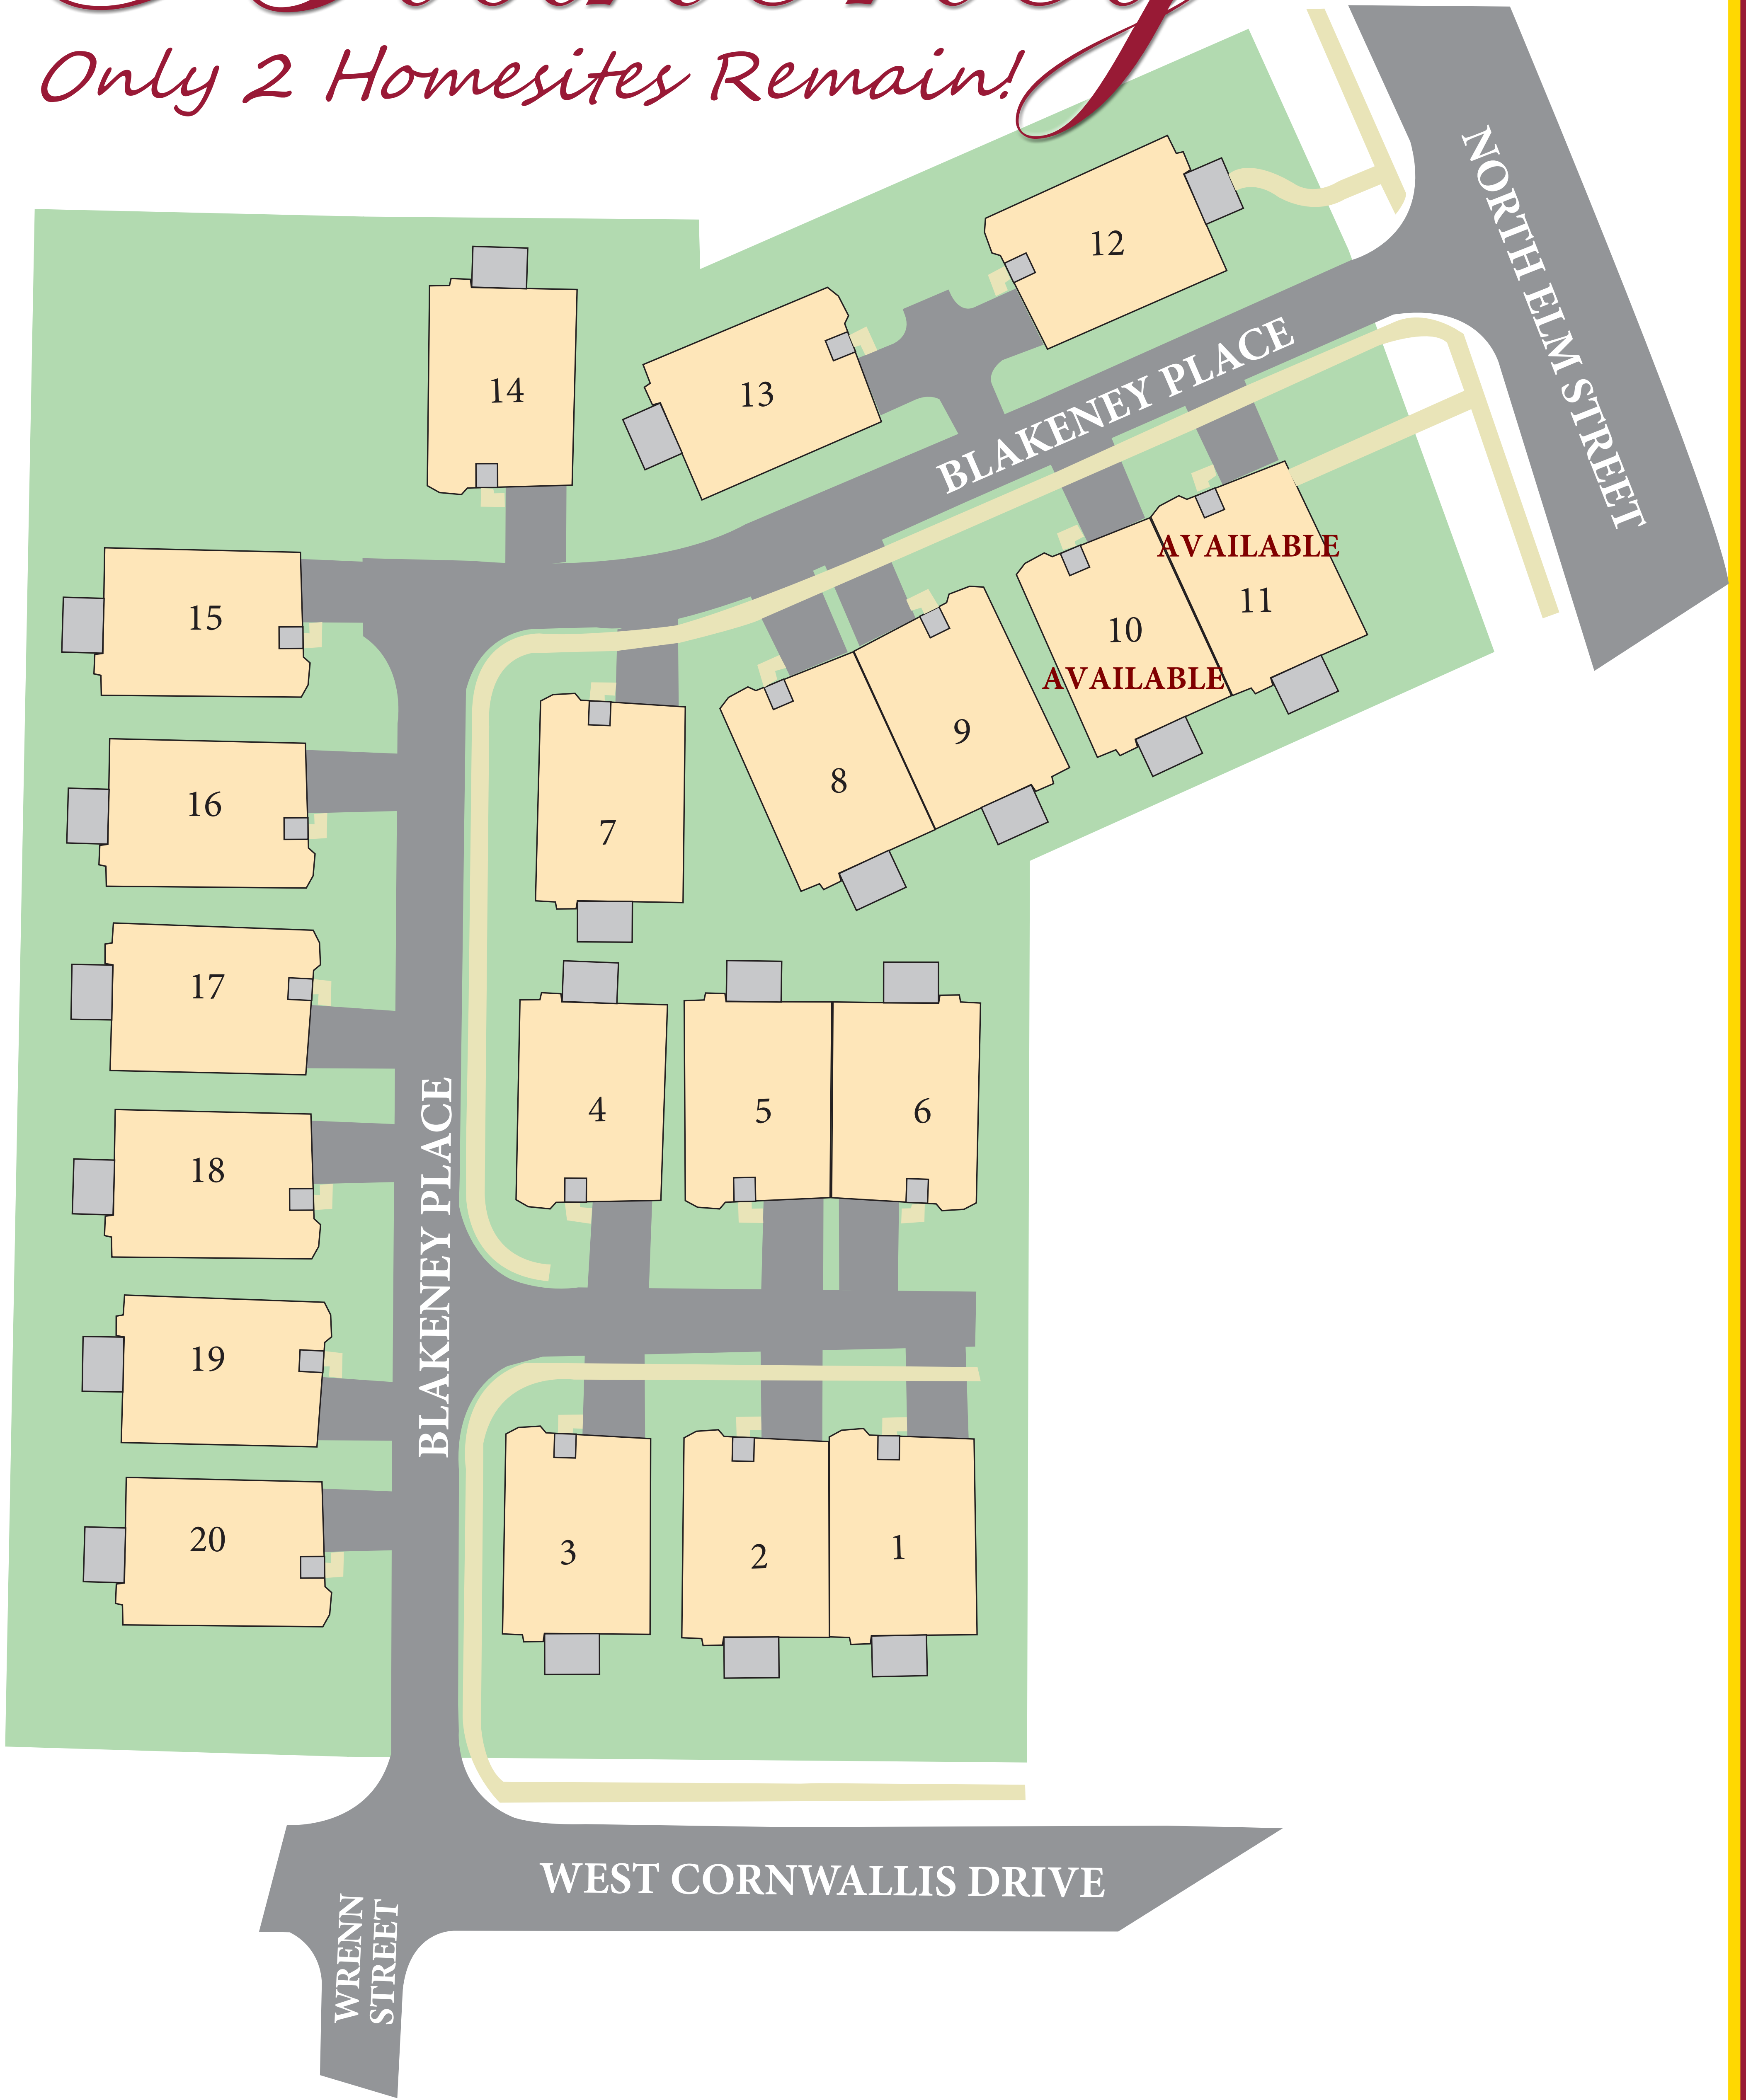 Only 2 Homesites Remain!
NORTH ELM STREET
12
BLAKENEY PLACE
13
14
AVAILABLE
11
10
AVAILABLE
15
9
8
16
7
17
4
5
6
18
BLAKENEY PLACE
19
20
3
2
1
WEST CORNWALLIS DRIVE
WRENN
STREET